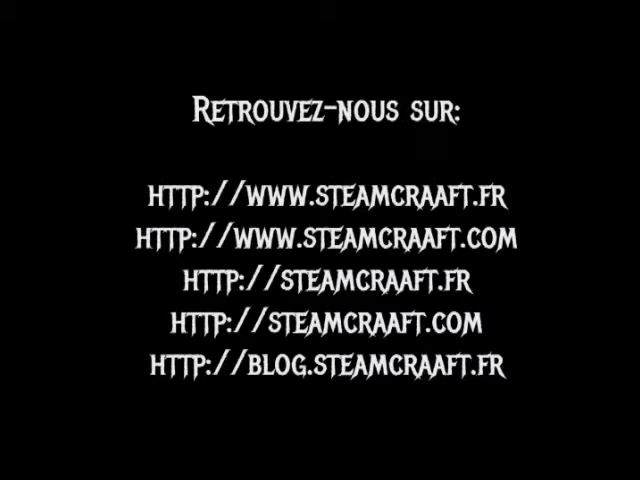 Retrouvez-nous sur:
http://www.steamcraaft.fr
http://www.steamcraaft.com
http://steamcraaft.fr
http://steamcraaft.com
http://blog.steamcraaft.fr